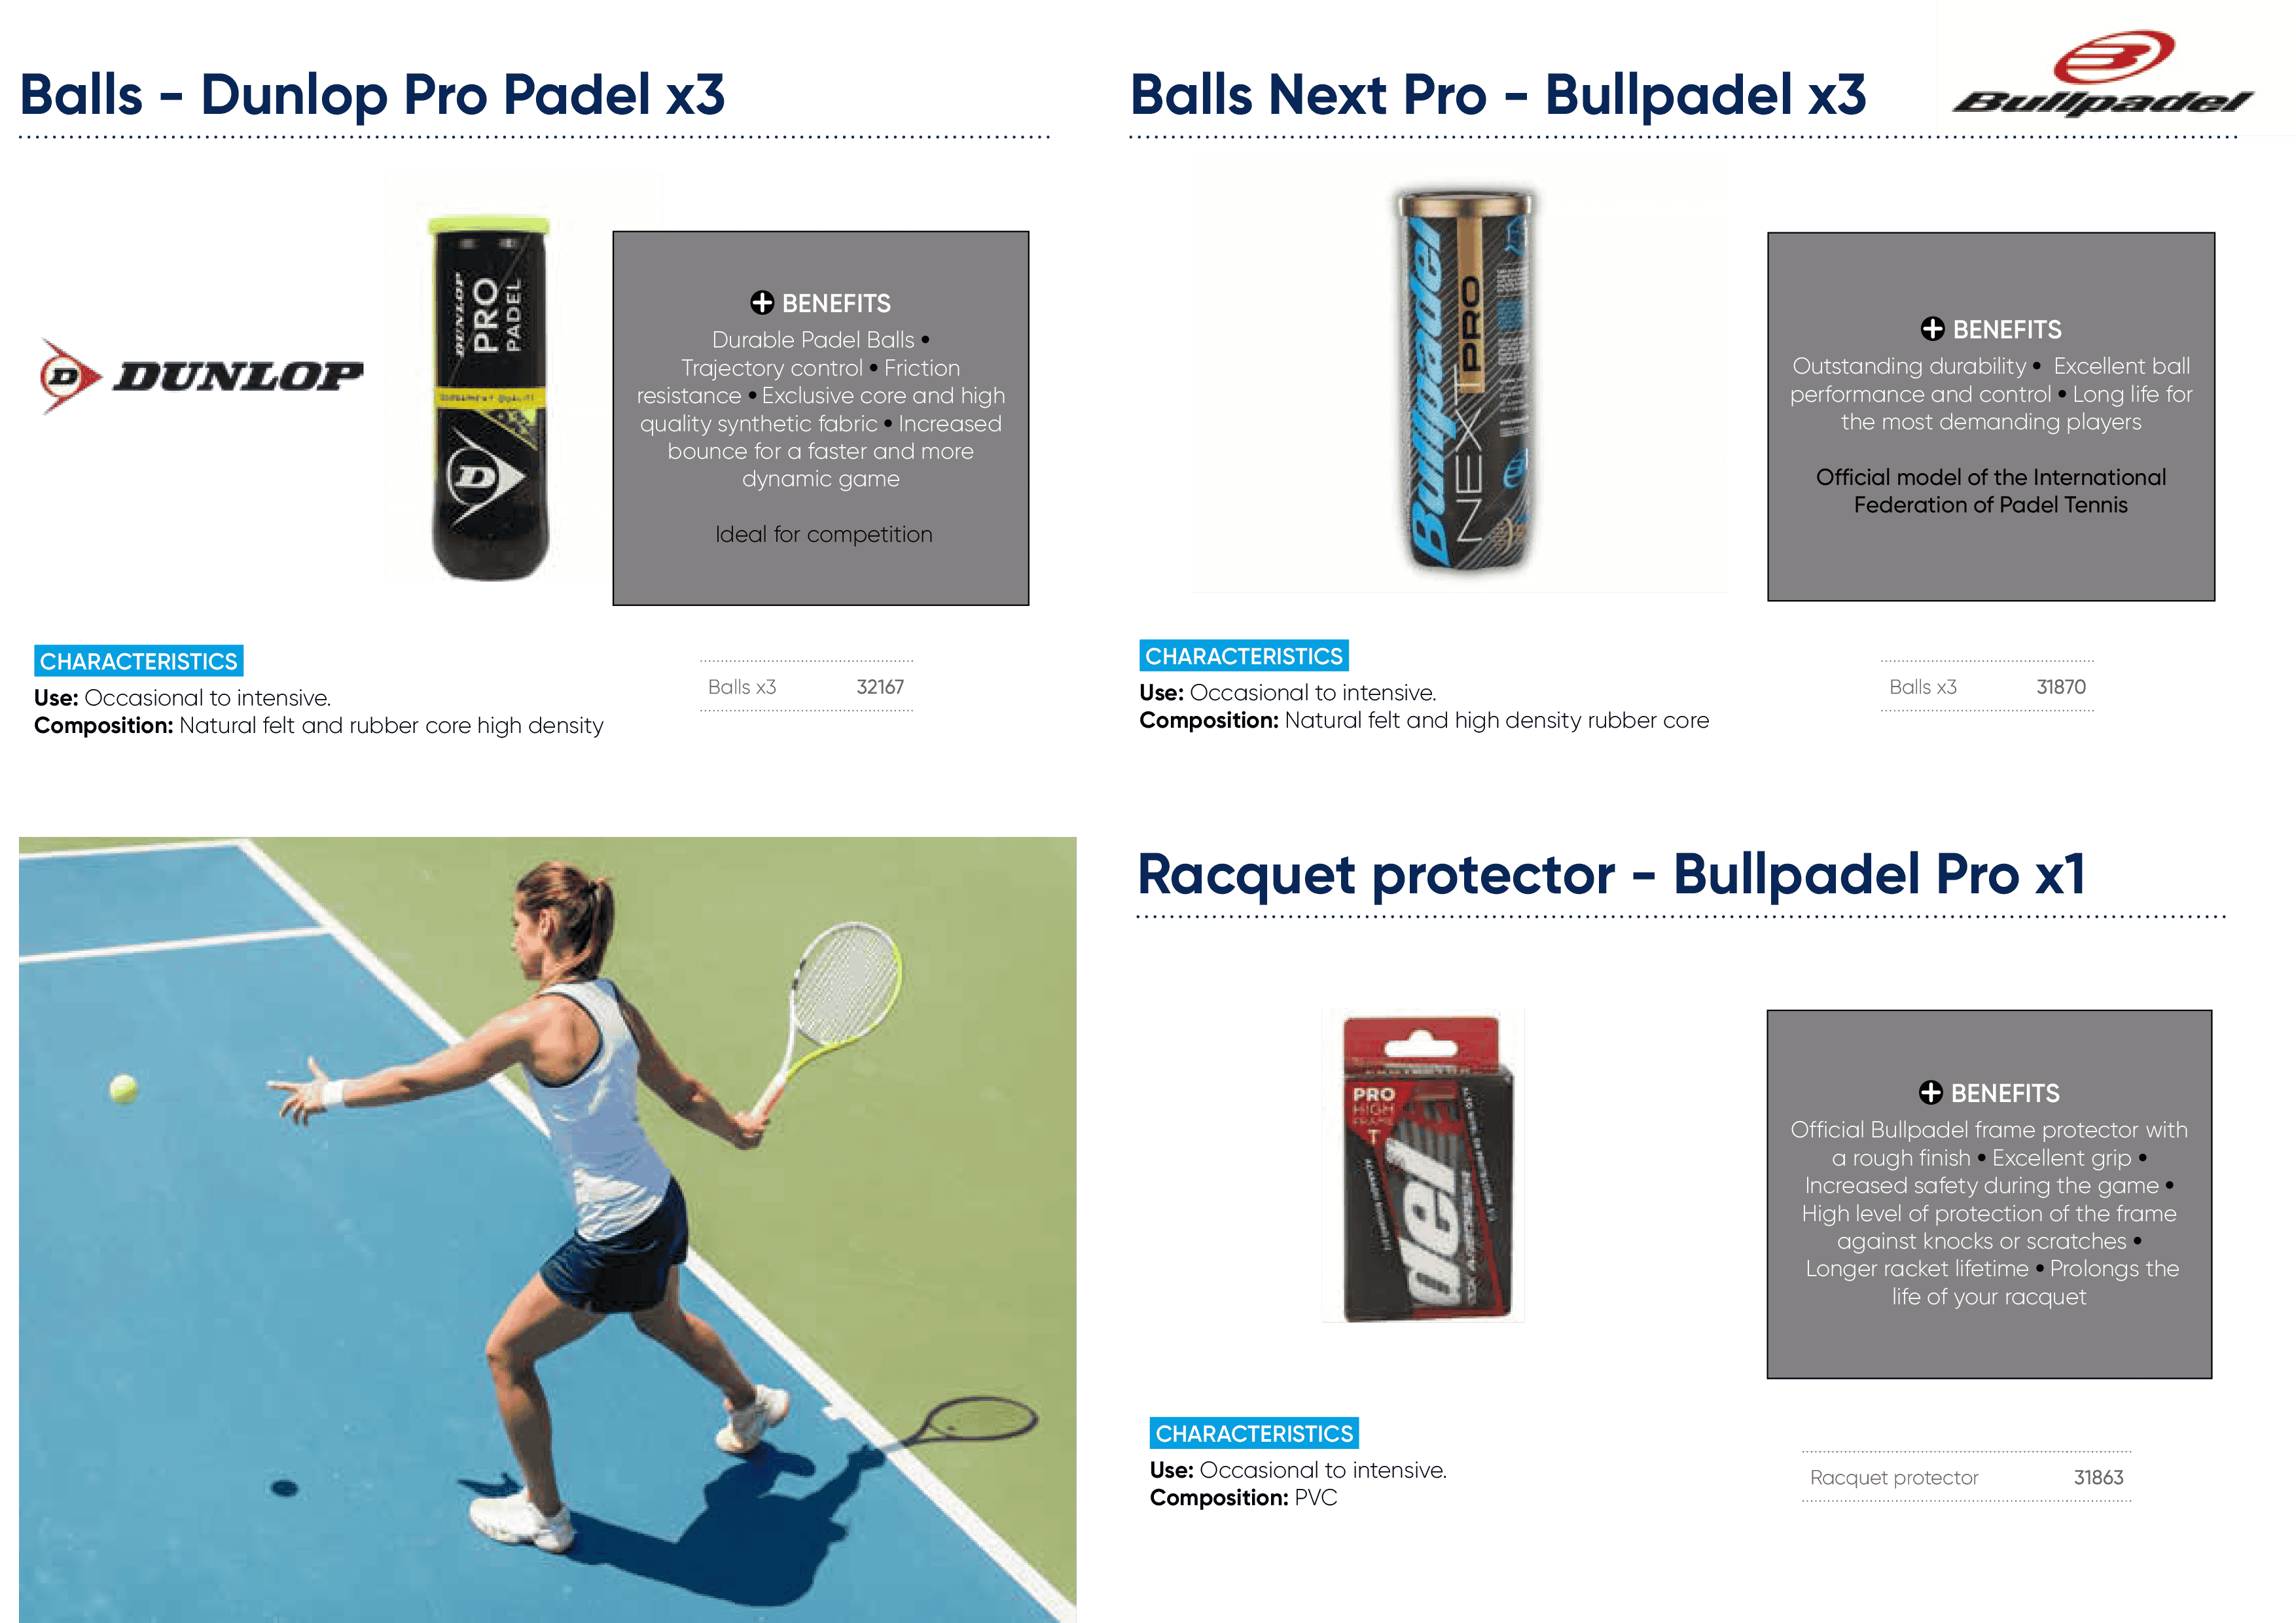 Balls - Dunlop Pro Padel x3
DUNLOP
DUNLOP
PRO
PADEL
BENEFITS
Durable Padel Balls •
Trajectory control • Friction
resistance • Exclusive core and high
quality synthetic fabric • Increased
bounce for a faster and more
dynamic game
Ideal for competition
CHARACTERISTICS
Use: Occasional to intensive.
Composition: Natural felt and rubber core high density
Balls x3 32167
Balls Next Pro - Bullpadel x3
Bullpadel
Bullpadel
NEXT
PRO
BENEFITS
Outstanding durability • Excellent ball
performance and control • Long life for
the most demanding players
Official model of the International
Federation of Padel Tennis
CHARACTERISTICS
Use: Occasional to intensive.
Composition: Natural felt and high density rubber core
Balls x3 31870
Racquet protector - Bullpadel Pro x1
PRO
HIGH
FRAME
del
BENEFITS
Official Bullpadel frame protector with
a rough finish • Excellent grip •
Increased safety during the game •
High level of protection of the frame
against knocks or scratches •
Longer racket lifetime • Prolongs the
life of your racquet
CHARACTERISTICS
Use: Occasional to intensive.
Composition: PVC
Racquet protector 31863